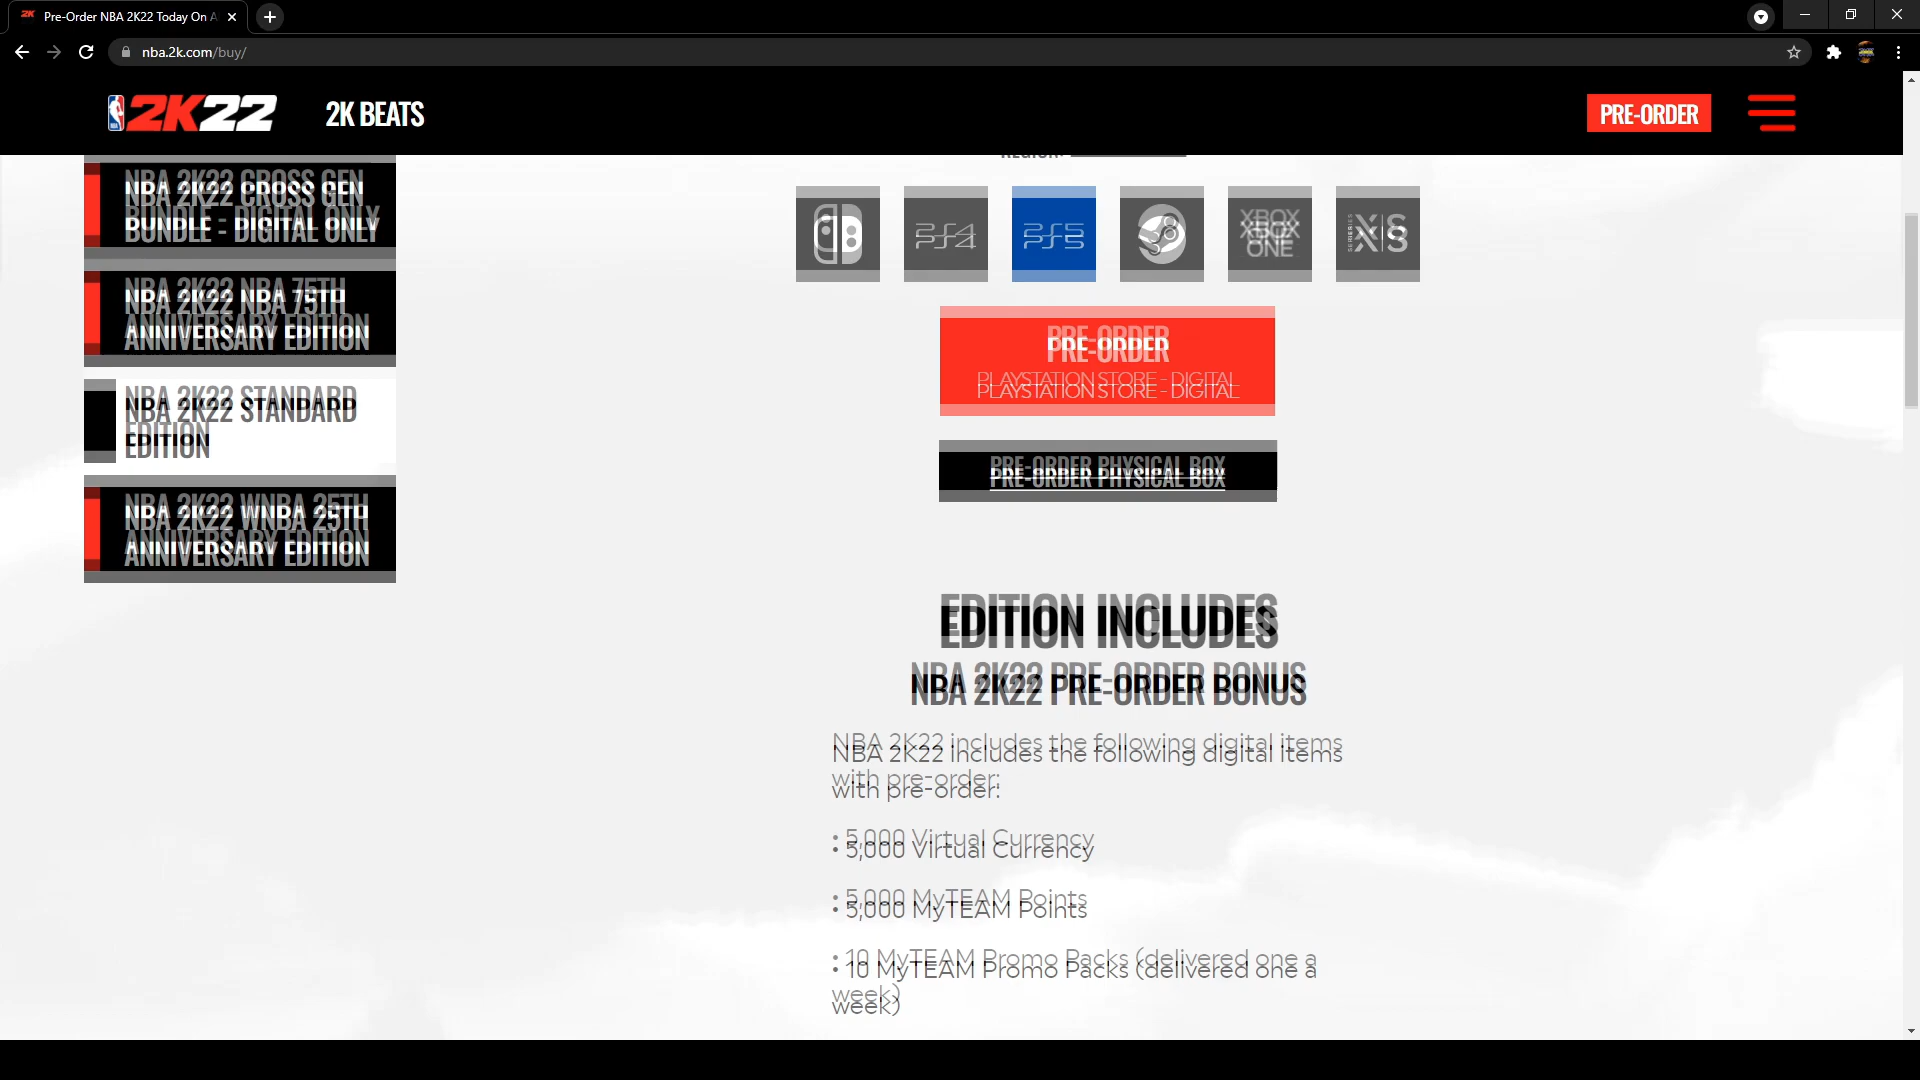 Pre-Order NBA 2K22 Today On A
nba.2k.com/buy/
2K22
2K BEATS
PRE-ORDER
NBA 2K22 CROSS GEN
BUNDLE - DIGITAL ONLY
NBA 2K22 NBA 75TH
ANNIVERSARY EDITION
NBA 2K22 STANDARD
EDITION
NBA 2K22 WNBA 25TH
ANNIVERSARY EDITION
PS4
PS5
XBOX
ONE
SERIES X|S
PRE-ORDER
PLAYSTATION STORE - DIGITAL
PRE-ORDER PHYSICAL BOX
EDITION INCLUDES
NBA 2K22 PRE-ORDER BONUS
NBA 2K22 includes the following digital items
with pre-order:
• 5,000 Virtual Currency
• 5,000 MyTEAM Points
• 10 MyTEAM Promo Packs (delivered one a
week)